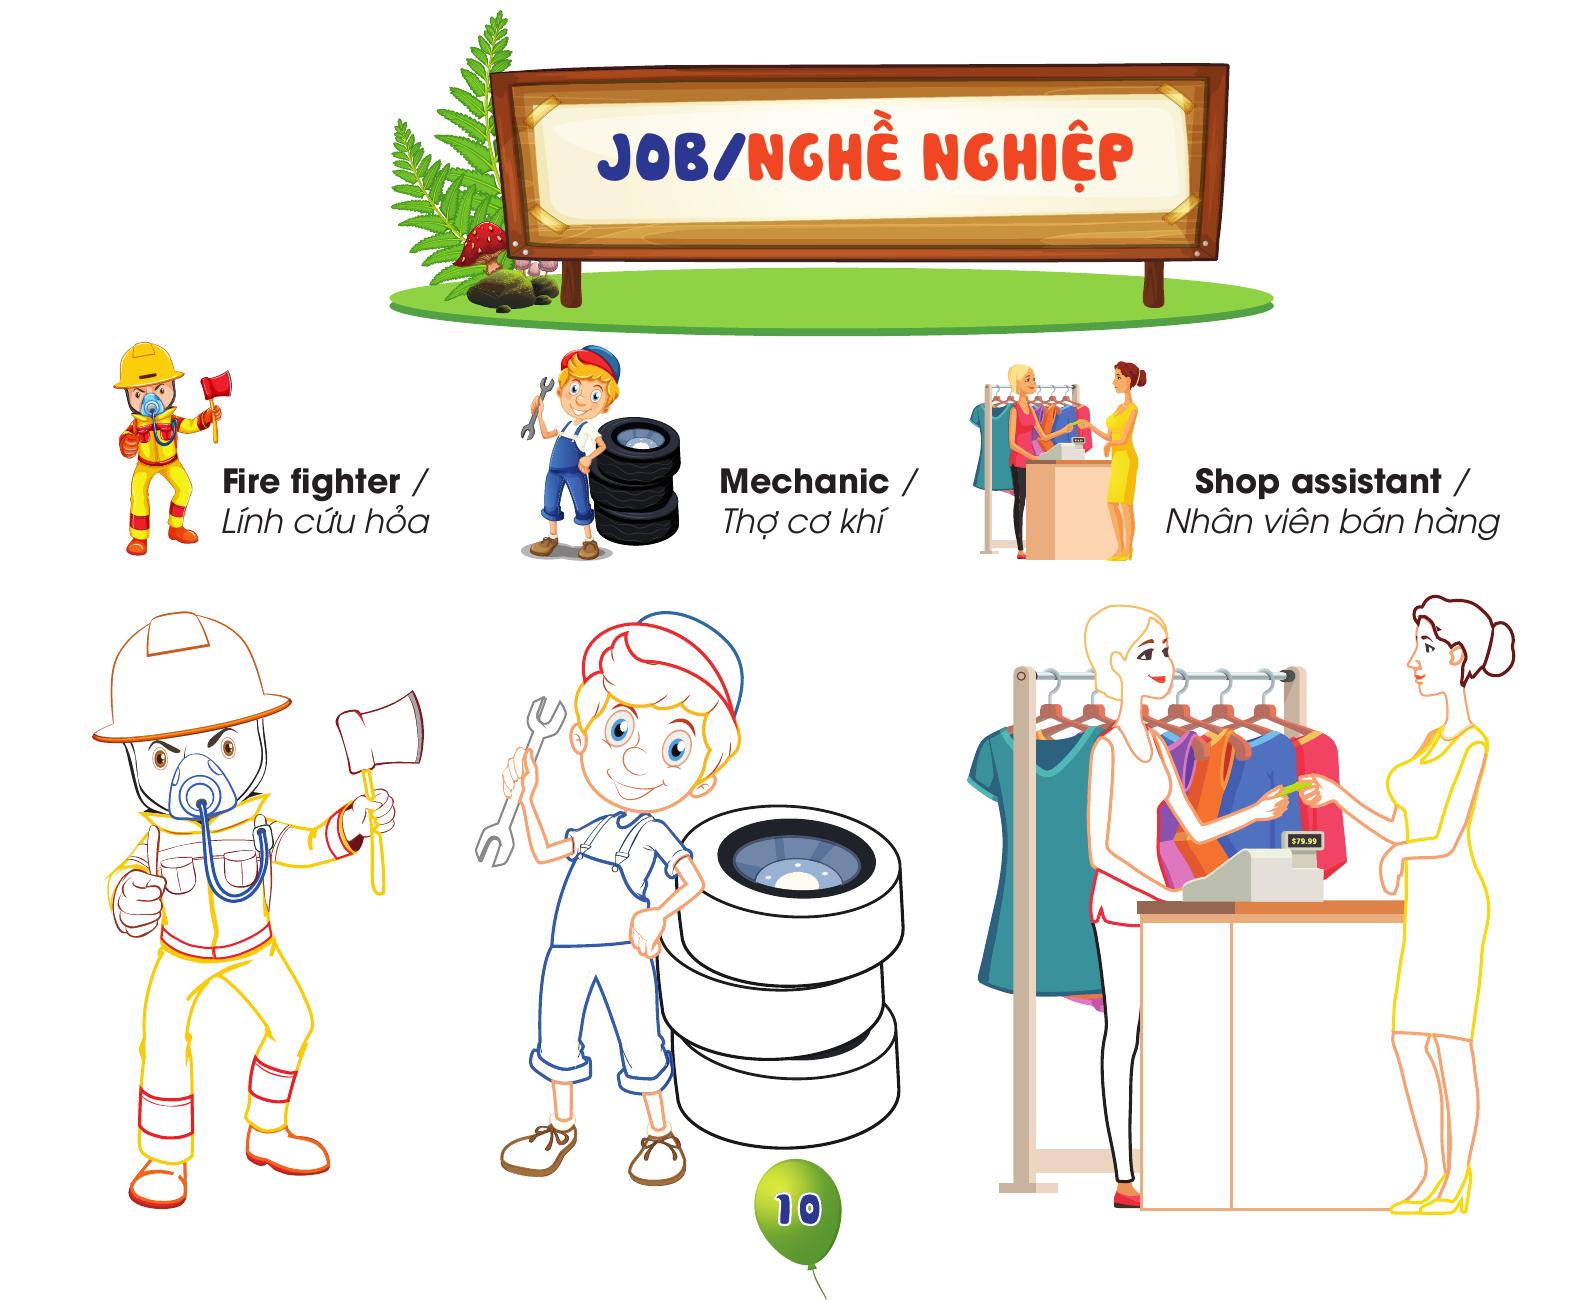 JOB/NGHỀ NGHIỆP
Fire fighter /
Lính cứu hỏa
Mechanic /
Thợ cơ khí
Shop assistant /
Nhân viên bán hàng
$79.99
10